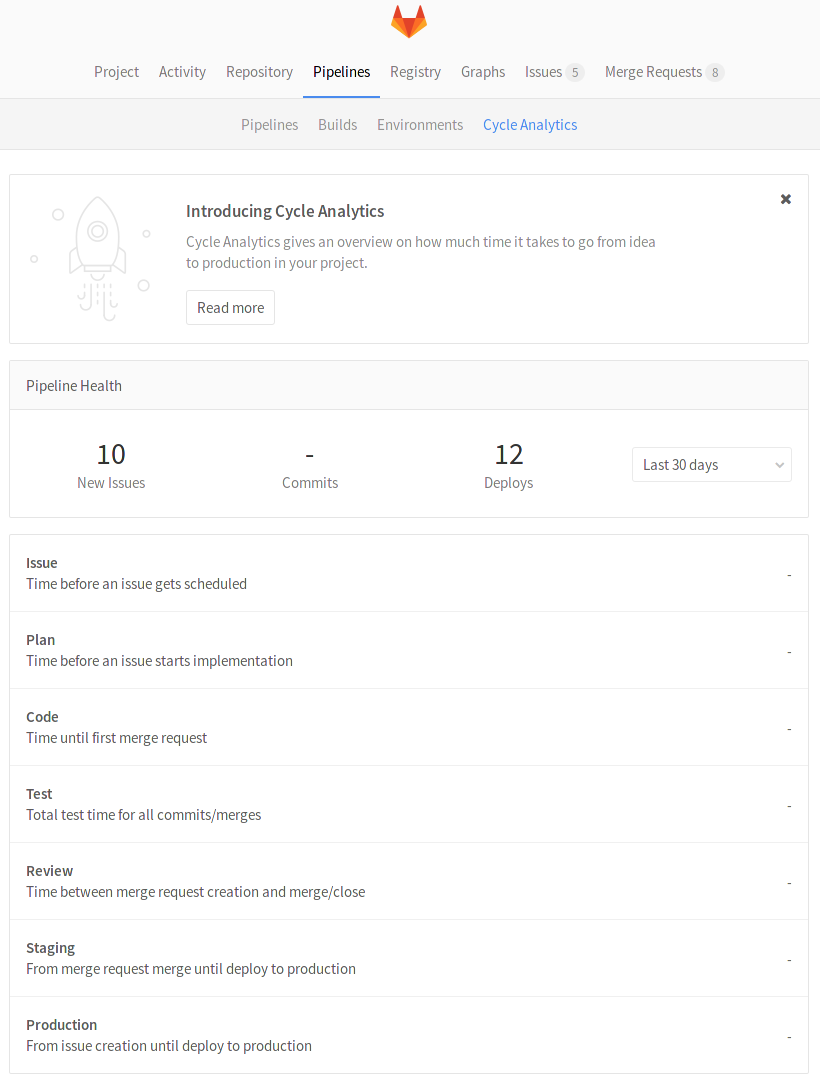 Project Activity Repository Pipelines Registry Graphs Issues 5 Merge Requests 8
Pipelines Builds Environments Cycle Analytics
Introducing Cycle Analytics
Cycle Analytics gives an overview on how much time it takes to go from idea
to production in your project.
Read more
Pipeline Health
10 - 12
New Issues Commits Deploys
Last 30 days
Issue
Time before an issue gets scheduled
-
Plan
Time before an issue starts implementation
-
Code
Time until first merge request
-
Test
Total test time for all commits/merges
-
Review
Time between merge request creation and merge/close
-
Staging
From merge request merge until deploy to production
-
Production
From issue creation until deploy to production
-